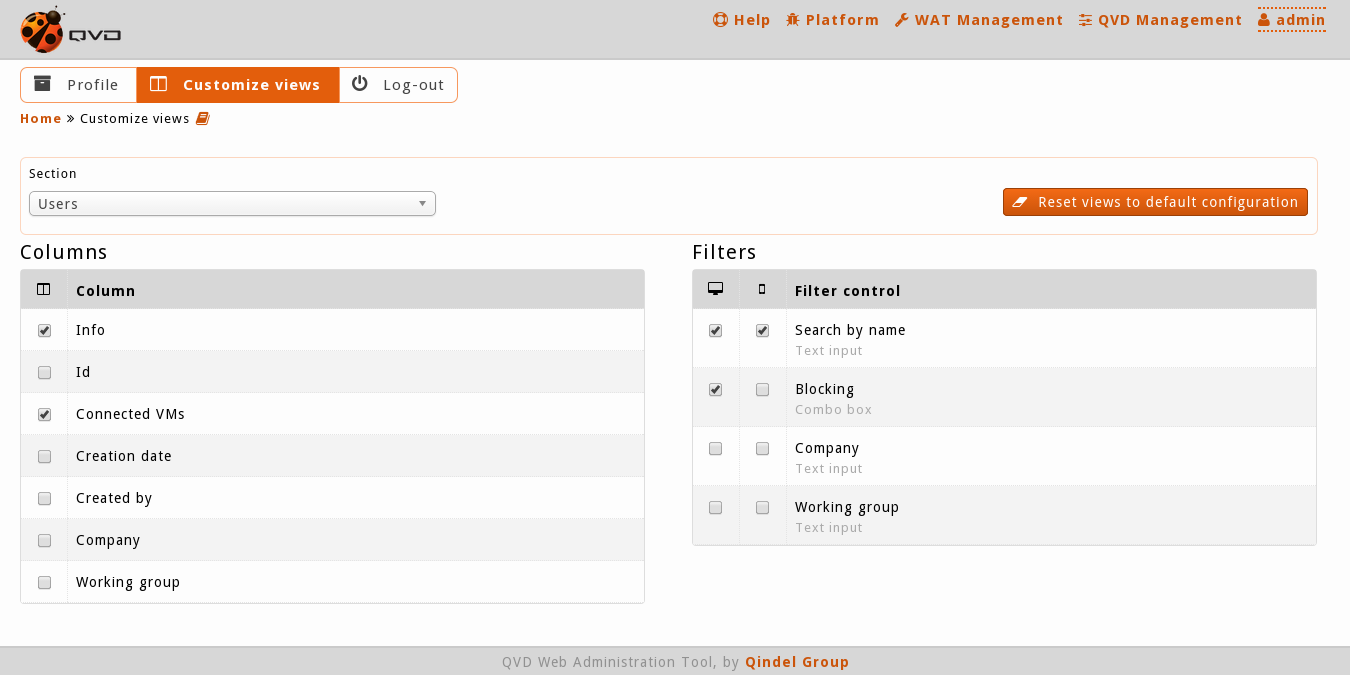 QVD
Help Platform WAT Management QVD Management admin
Profile Customize views Log-out
Home » Customize views
Section
Users
Reset views to default configuration
Columns
Column
Info
Id
Connected VMs
Creation date
Created by
Company
Working group
Filters
Filter control
Search by name
Text input
Blocking
Combo box
Company
Text input
Working group
Text input
QVD Web Administration Tool, by Qindel Group